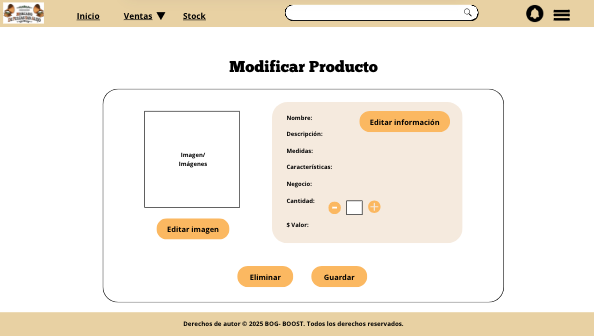 Inicio
Ventas
Stock
Modificar Producto
Imagen/
Imágenes
Editar imagen
Nombre:
Editar información
Descripción:
Medidas:
Características:
Negocio:
Cantidad:
$ Valor:
Eliminar
Guardar
Derechos de autor © 2025 BOG- BOOST. Todos los derechos reservados.